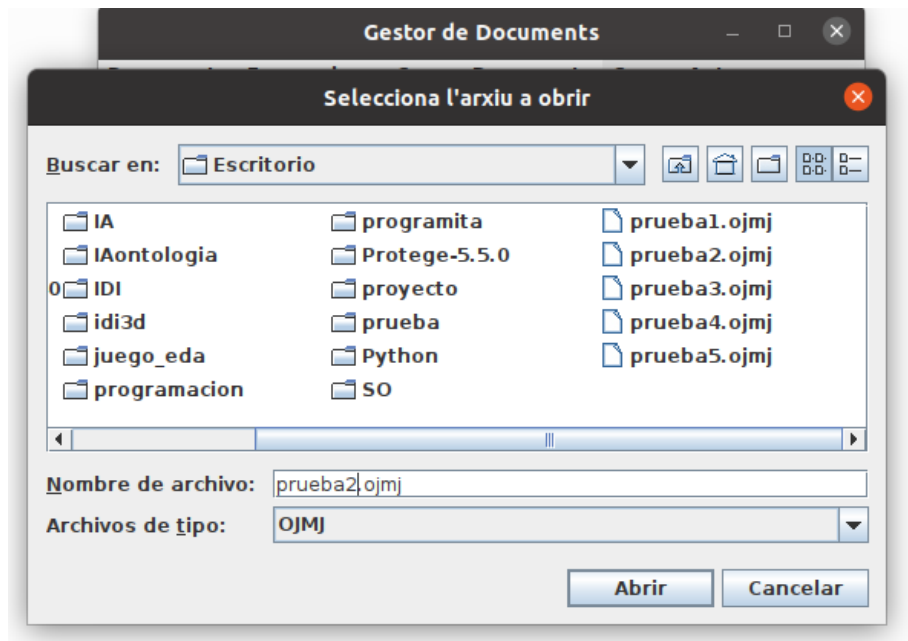 Gestor de Documents
Selecciona l'arxiu a obrir
Buscar en: Escritorio
IA programita prueba1.ojmj
IAontologia Protege-5.5.0 prueba2.ojmj
0 IDI proyecto prueba3.ojmj
idi3d prueba prueba4.ojmj
juego_eda Python prueba5.ojmj
programacion SO
Nombre de archivo: prueba2.ojmj
Archivos de tipo: OJMJ
Abrir Cancelar